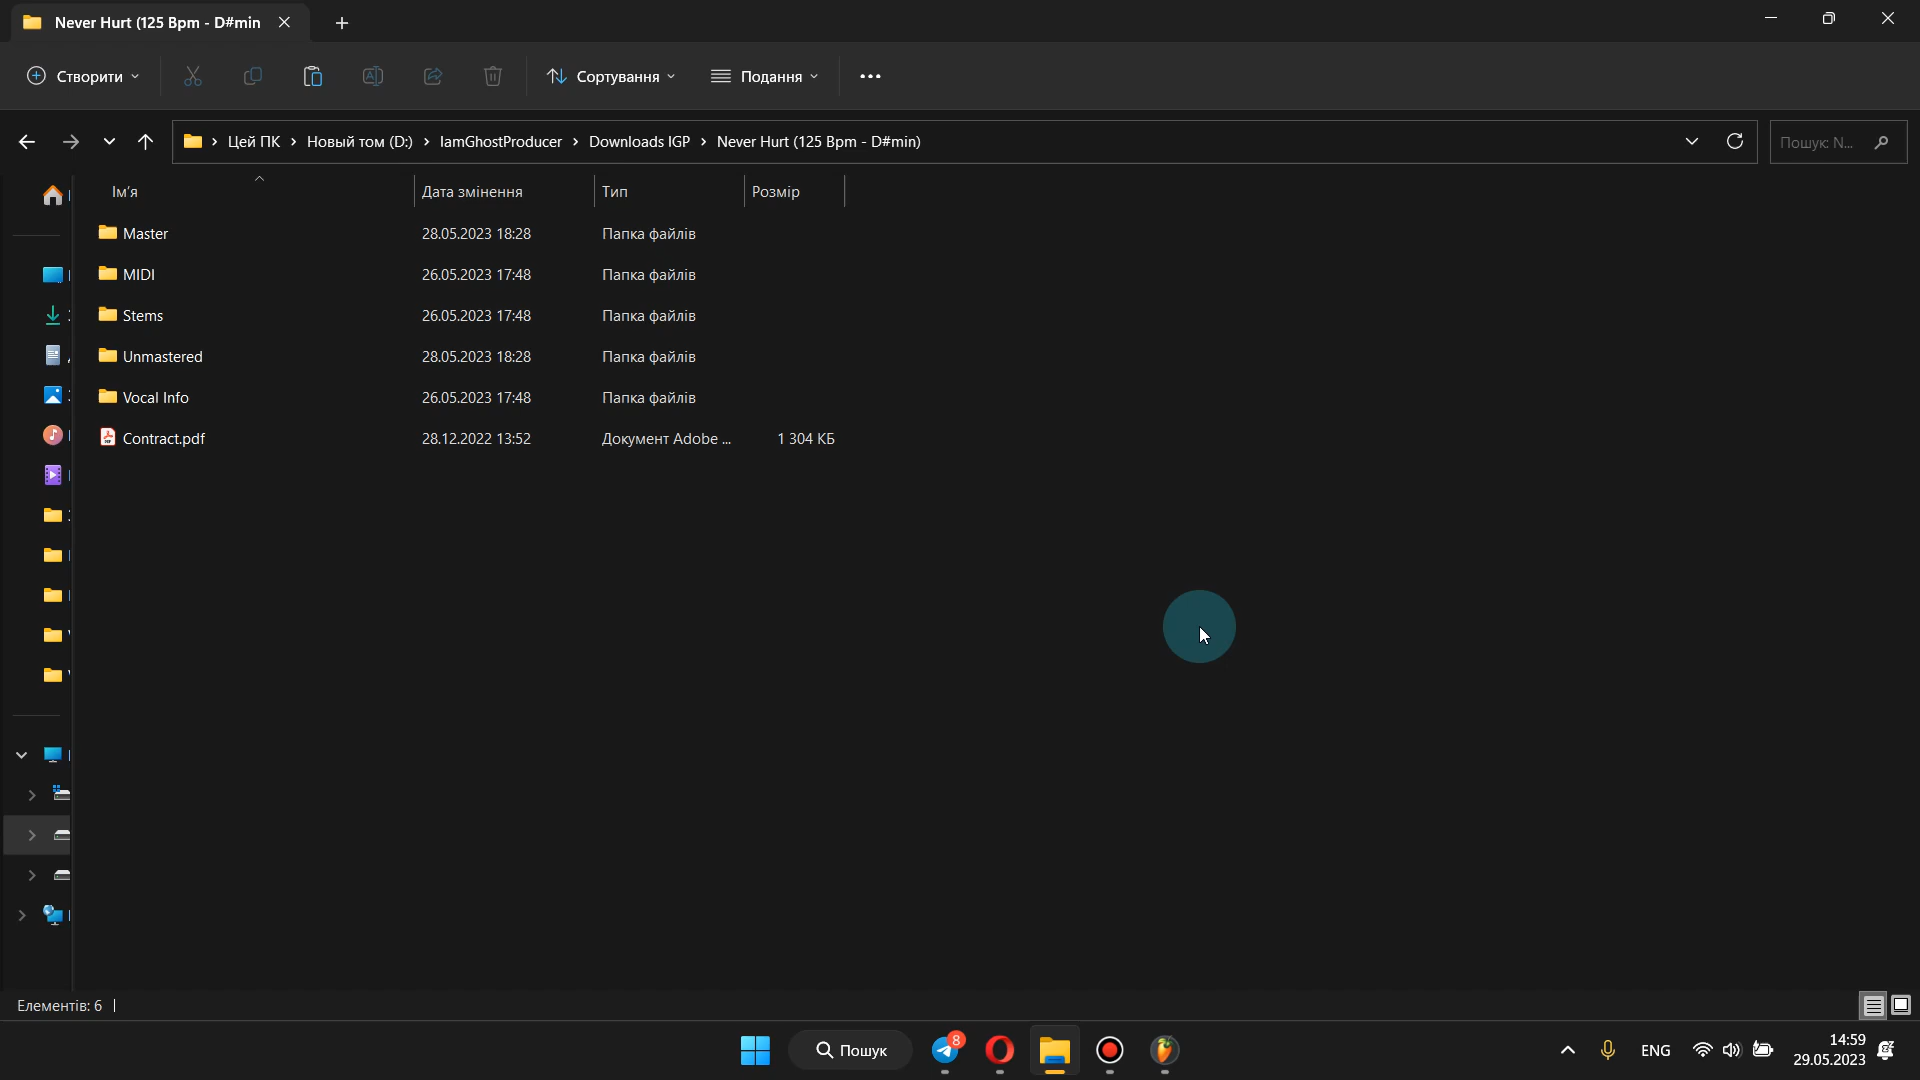 Never Hurt (125 Bpm - D#min
Створити
Сортування
Подання
Цей ПК › Новый том (D:) › IamGhostProducer › Downloads IGP › Never Hurt (125 Bpm - D#min)
Пошук: N...
Ім'я Дата змінення Тип Розмір
Master 28.05.2023 18:28 Папка файлів
MIDI 26.05.2023 17:48 Папка файлів
Stems 26.05.2023 17:48 Папка файлів
Unmastered 28.05.2023 18:28 Папка файлів
Vocal Info 26.05.2023 17:48 Папка файлів
Contract.pdf 28.12.2022 13:52 Документ Adobe ... 1 304 КБ
Елементів: 6
Пошук
8
ENG
14:59
29.05.2023